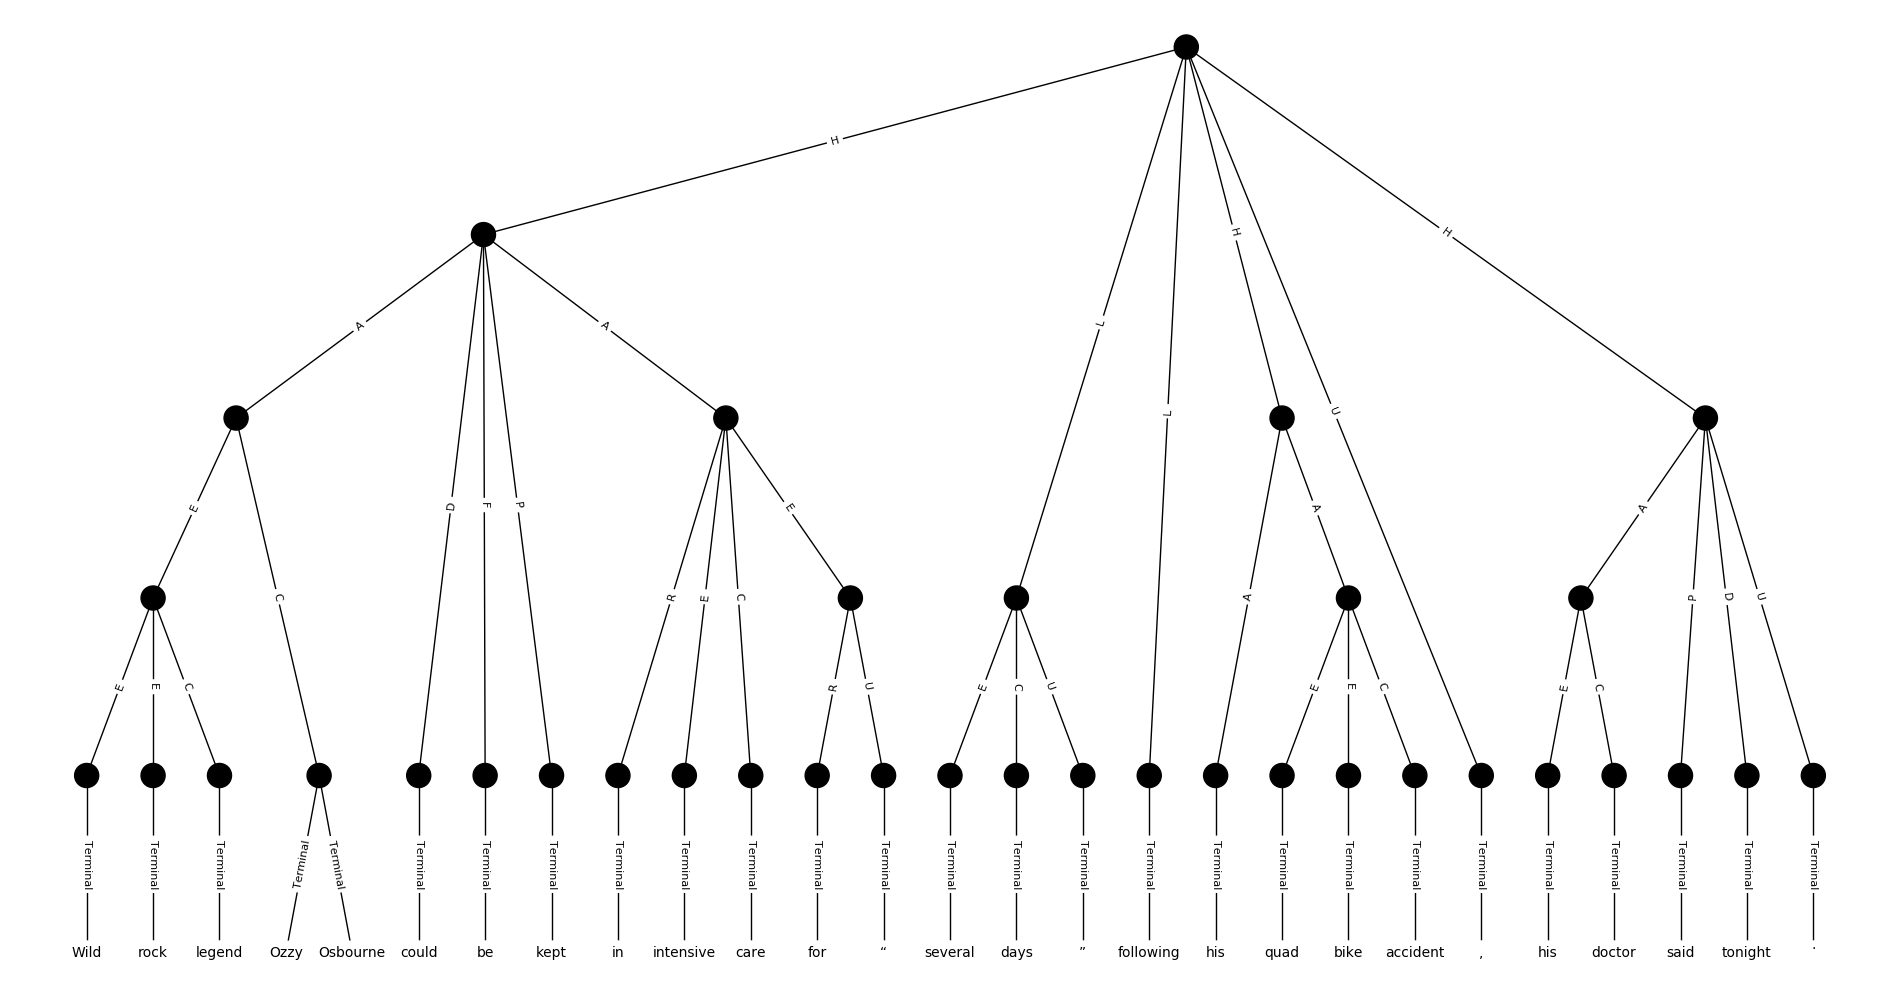 H
A A L H
H
E D F P E L A U A
E C R E C A P D U
E E C R U E C U E E C E C
Terminal Terminal Terminal Terminal Terminal Terminal Terminal Terminal Terminal Terminal Terminal Terminal Terminal Terminal Terminal Terminal Terminal Terminal Terminal Terminal Terminal Terminal Terminal Terminal Terminal Terminal Terminal
Wild rock legend Ozzy Osbourne could be kept in intensive care for “ several days ” following his quad bike accident , his doctor said tonight .